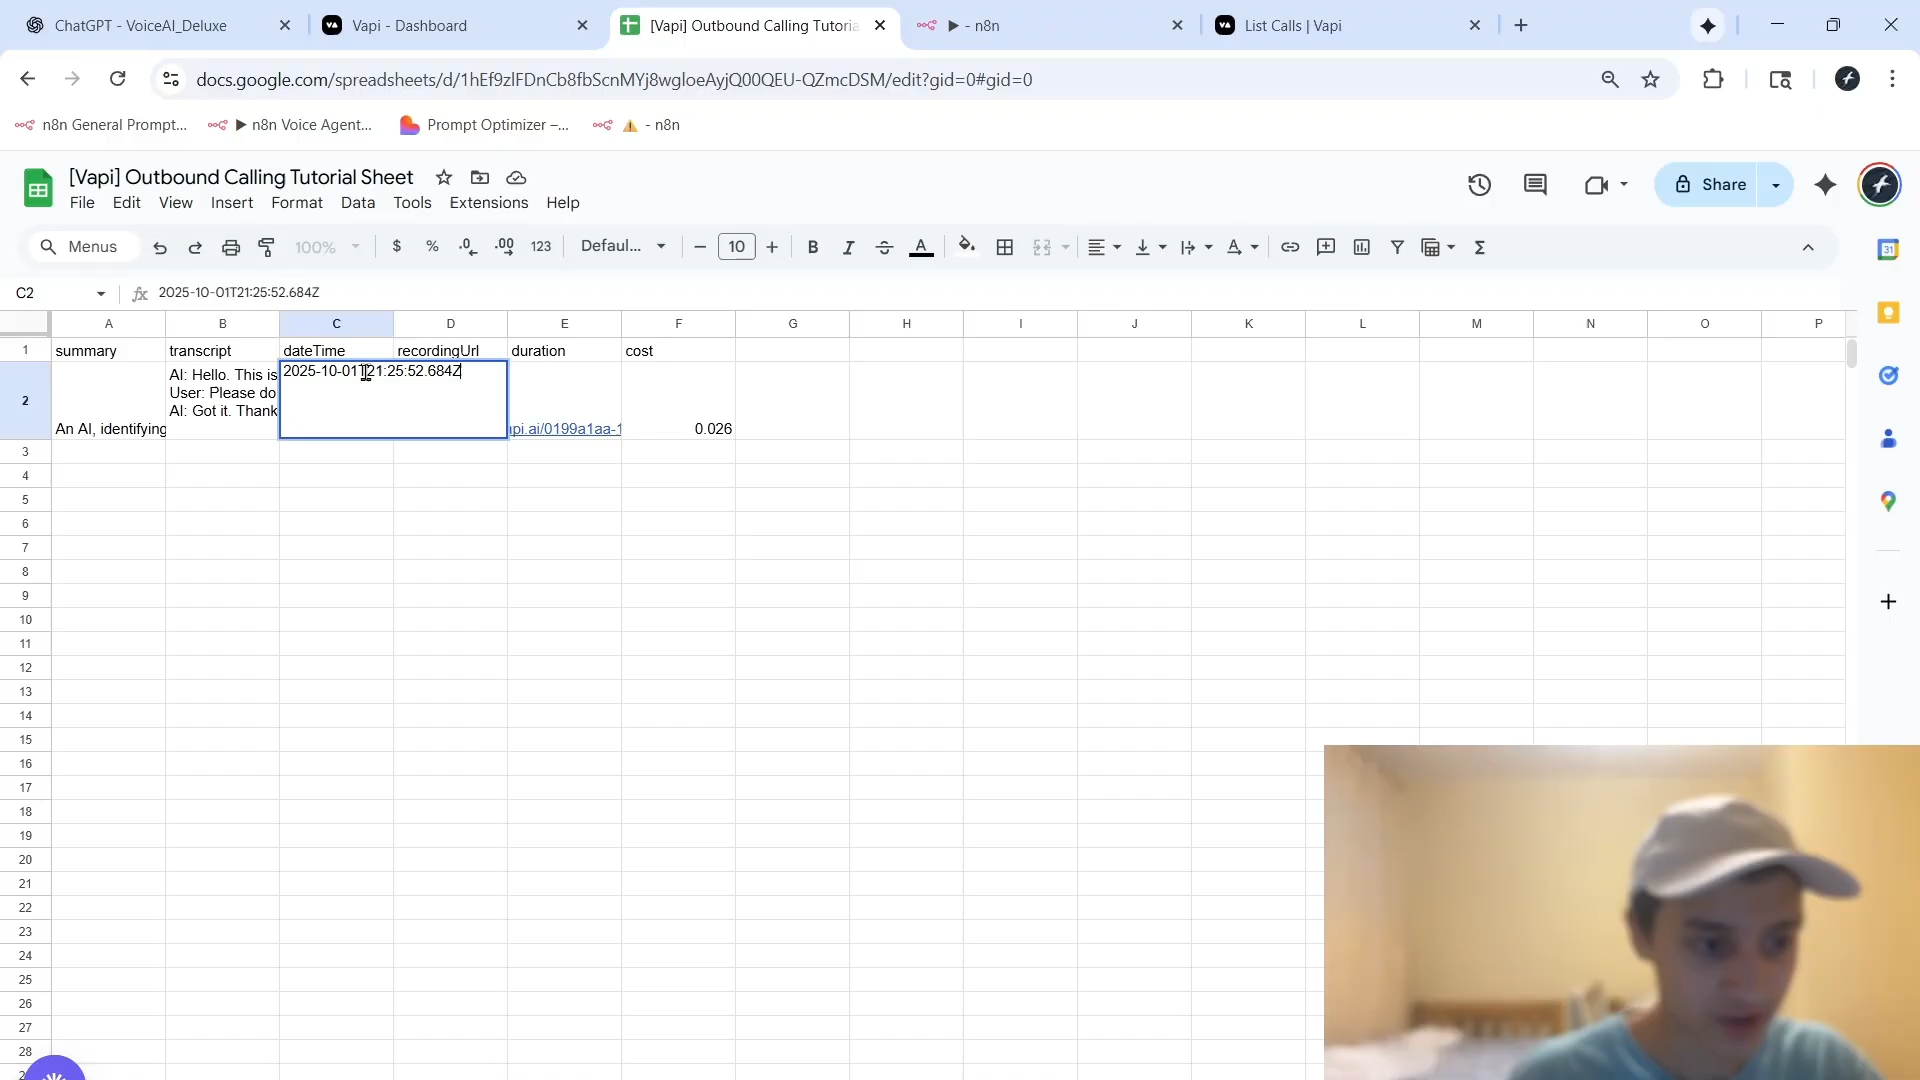 ChatGPT - VoiceAI_Deluxe
Vapi - Dashboard
[Vapi] Outbound Calling Tutoria
▶ - n8n
List Calls | Vapi
docs.google.com/spreadsheets/d/1hEf9zlFDnCb8fbScnMYj8wgloeAyjQ00QEU-QZmcDSM/edit?gid=0#gid=0
n8n General Prompt...
▶ n8n Voice Agent...
Prompt Optimizer –...
⚠ - n8n
[Vapi] Outbound Calling Tutorial Sheet
File Edit View Insert Format Data Tools Extensions Help
Share
Menus
100%
$ % .0 .00 123
Defaul...
10
B I A
C2
2025-10-01T21:25:52.684Z
A B C D E F G H I J K L M N O P
1 summary transcript dateTime recordingUrl duration cost
AI: Hello. This is
2025-10-01T21:25:52.684Z
User: Please do
2
AI: Got it. Thank
An AI, identifying
api.ai/0199a1aa-1
0.026
3
4
5
6
7
8
9
10
11
12
13
14
15
16
17
18
19
20
21
22
23
24
25
26
27
28
31